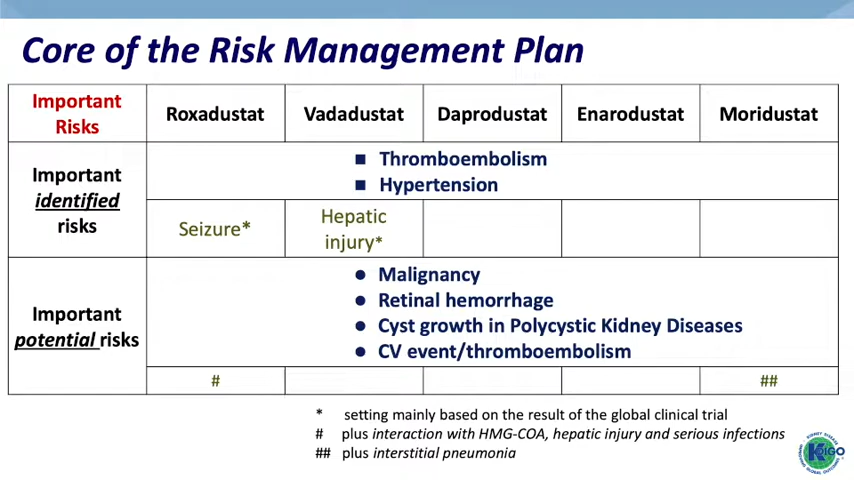 Core of the Risk Management Plan
Important
Risks
Roxadustat
Vadadustat
Daprodustat
Enarodustat
Moridustat
Important
identified
risks
■ Thromboembolism
■ Hypertension
Seizure*
Hepatic
injury*
Important
potential risks
● Malignancy
● Retinal hemorrhage
● Cyst growth in Polycystic Kidney Diseases
● CV event/thromboembolism
#
##
* setting mainly based on the result of the global clinical trial
# plus interaction with HMG-COA, hepatic injury and serious infections
## plus interstitial pneumonia
KDIGO